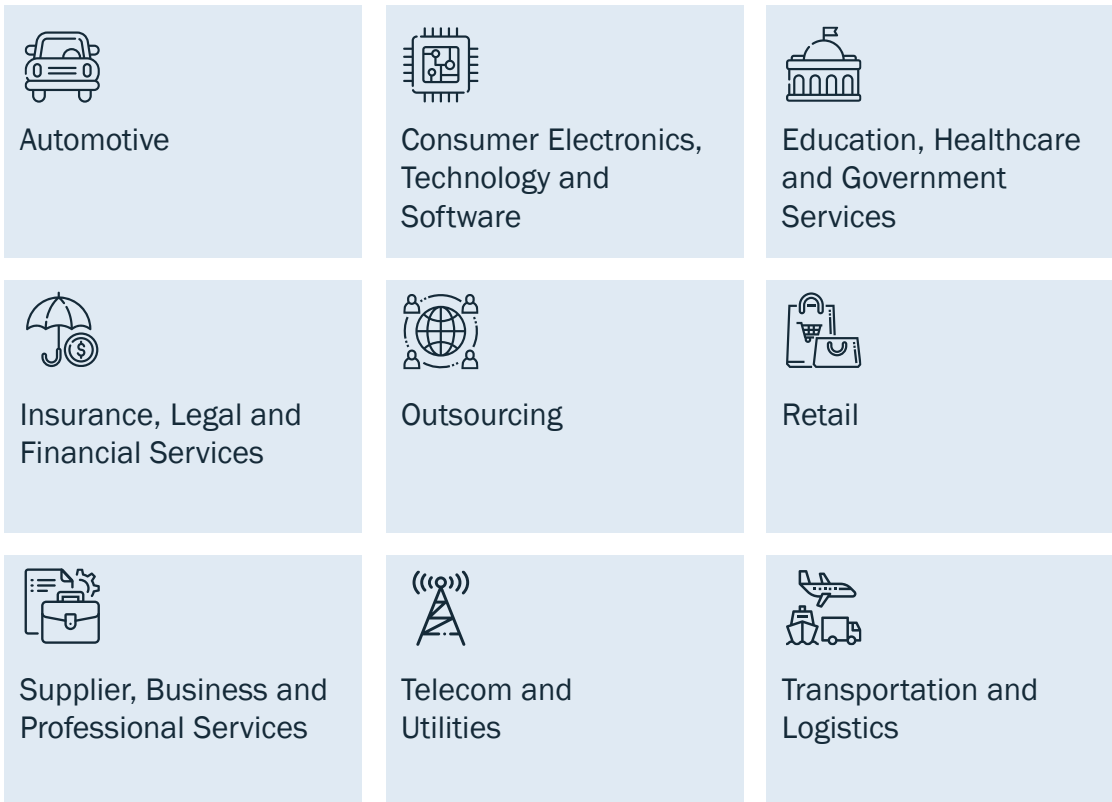 Automotive
Consumer Electronics,
Technology and
Software
Education, Healthcare
and Government
Services
Insurance, Legal and
Financial Services
Outsourcing
Retail
Supplier, Business and
Professional Services
Telecom and
Utilities
Transportation and
Logistics